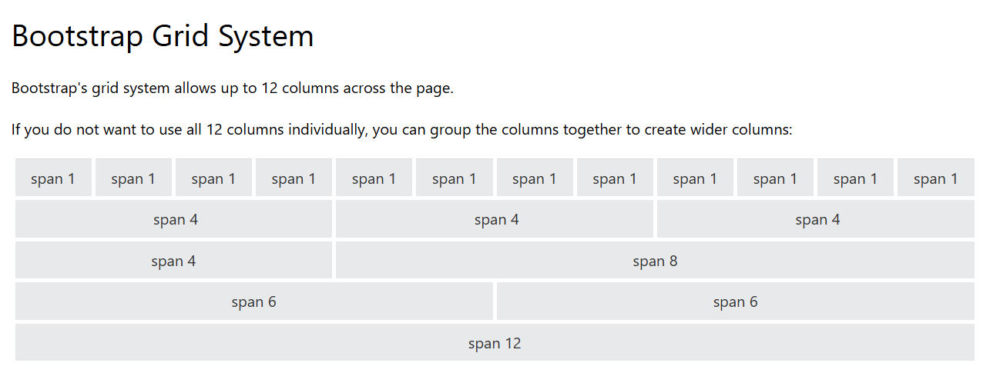 Bootstrap Grid System
Bootstrap's grid system allows up to 12 columns across the page.
If you do not want to use all 12 columns individually, you can group the columns together to create wider columns:
span 1 span 1 span 1 span 1 span 1 span 1 span 1 span 1 span 1 span 1 span 1 span 1
span 4 span 4 span 4
span 4 span 8
span 6 span 6
span 12